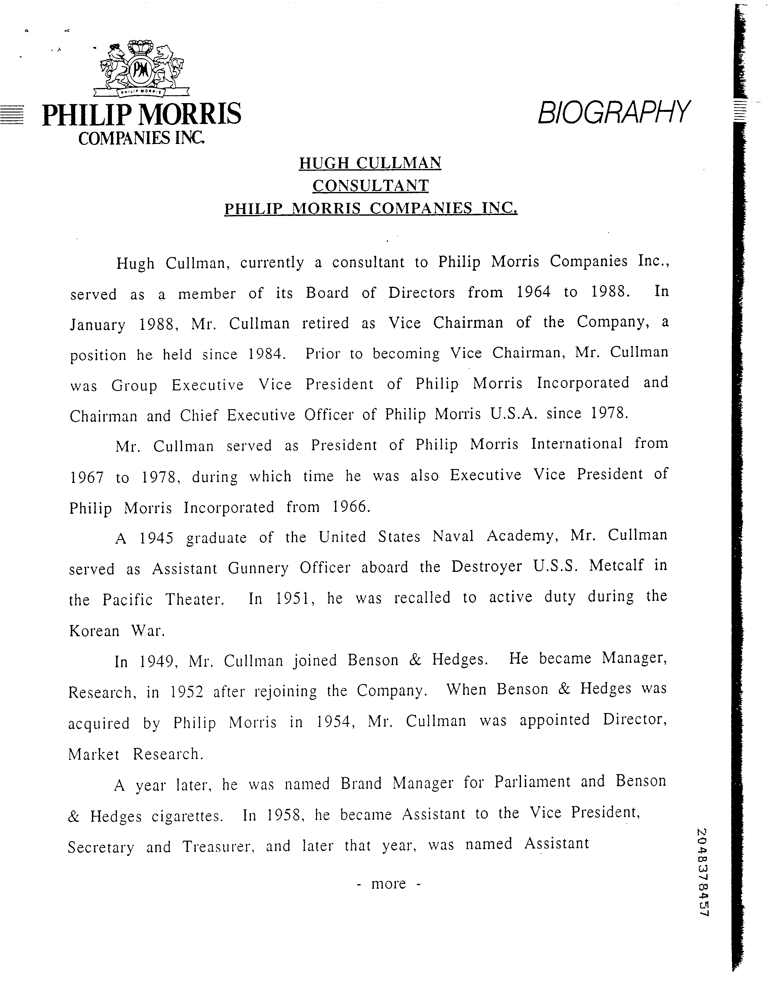 PM
PHILIP MORRIS
PHILIP MORRIS
COMPANIES INC.
BIOGRAPHY
HUGH CULLMAN
CONSULTANT
PHILIP MORRIS COMPANIES INC.
Hugh Cullman, currently a consultant to Philip Morris Companies Inc.,
served as a member of its Board of Directors from 1964 to 1988. In
January 1988, Mr. Cullman retired as Vice Chairman of the Company, a
position he held since 1984. Prior to becoming Vice Chairman, Mr. Cullman
was Group Executive Vice President of Philip Morris Incorporated and
Chairman and Chief Executive Officer of Philip Morris U.S.A. since 1978.
Mr. Cullman served as President of Philip Morris International from
1967 to 1978, during which time he was also Executive Vice President of
Philip Morris Incorporated from 1966.
A 1945 graduate of the United States Naval Academy, Mr. Cullman
served as Assistant Gunnery Officer aboard the Destroyer U.S.S. Metcalf in
the Pacific Theater. In 1951, he was recalled to active duty during the
Korean War.
In 1949, Mr. Cullman joined Benson & Hedges. He became Manager,
Research, in 1952 after rejoining the Company. When Benson & Hedges was
acquired by Philip Morris in 1954, Mr. Cullman was appointed Director,
Market Research.
A year later, he was named Brand Manager for Parliament and Benson
& Hedges cigarettes. In 1958, he became Assistant to the Vice President,
Secretary and Treasurer, and later that year, was named Assistant
- more -
2048378457